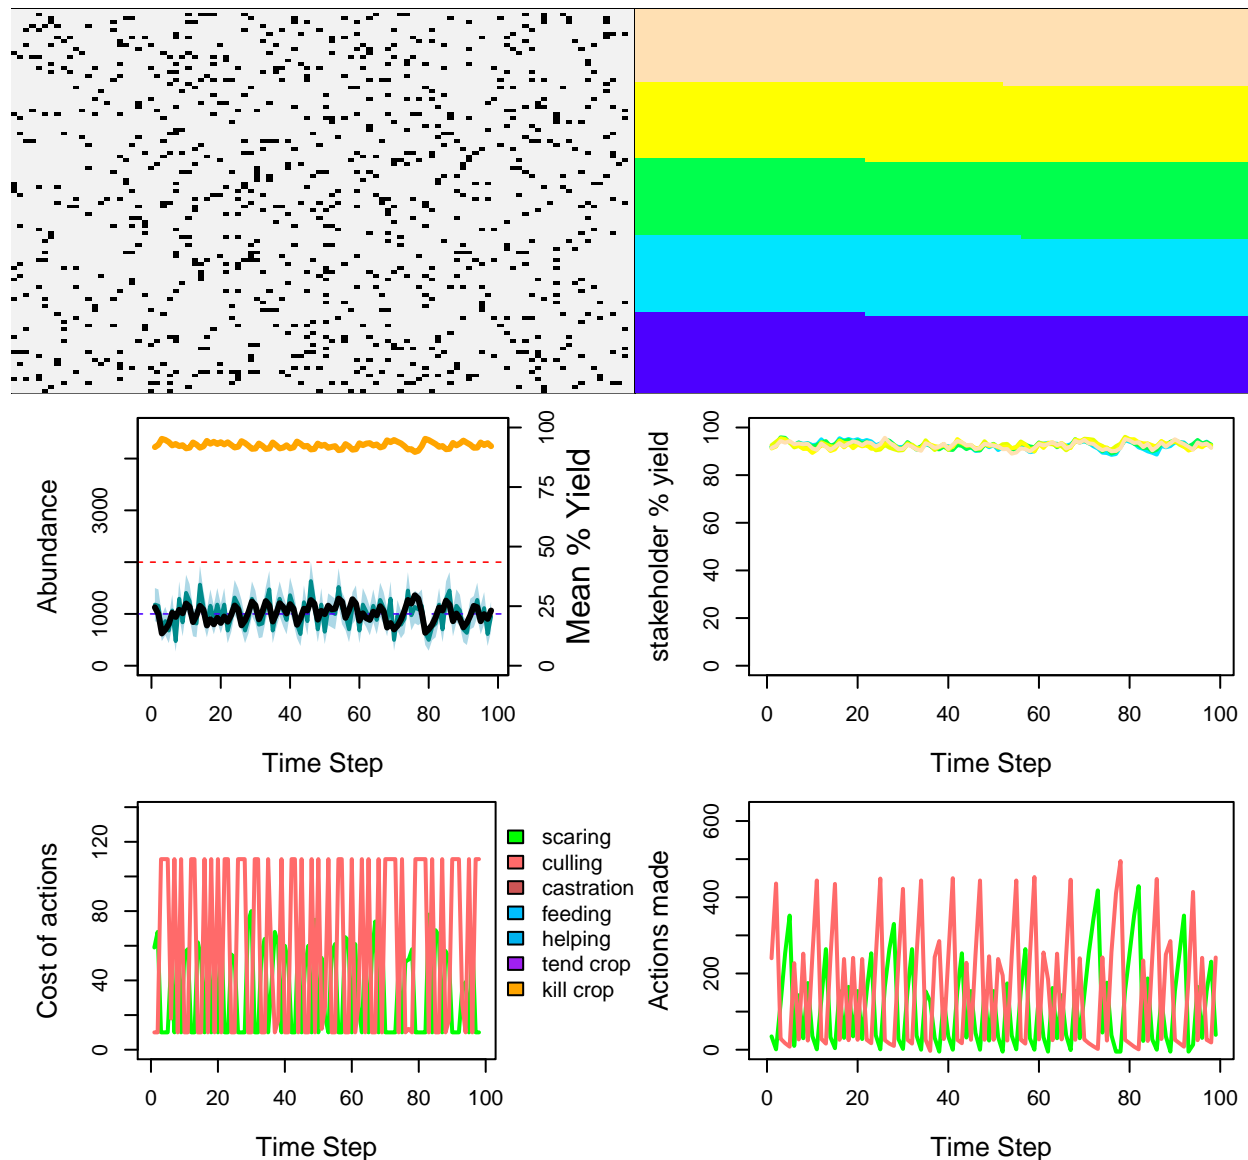 Abundance
0
1000
3000
0
25
50
75
100
Mean % Yield
0 20 40 60 80 100
Time Step
stakeholder % yield
0
20
40
60
80
100
0 20 40 60 80 100
Time Step
Cost of actions
0
40
80
120
0 20 40 60 80 100
Time Step
scaring
culling
castration
feeding
helping
tend crop
kill crop
Actions made
0
200
400
600
0 20 40 60 80 100
Time Step